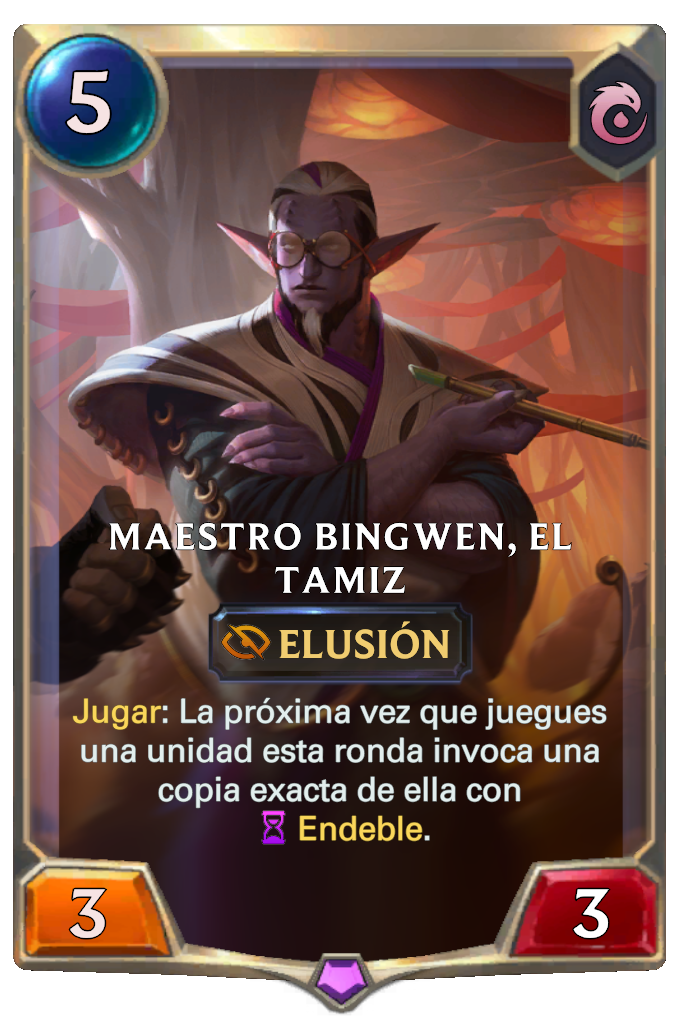 5
MAESTRO BINGWEN, EL
TAMIZ
ELUSIÓN
Jugar: La próxima vez que juegues
una unidad esta ronda invoca una
copia exacta de ella con
Endeble.
3
3